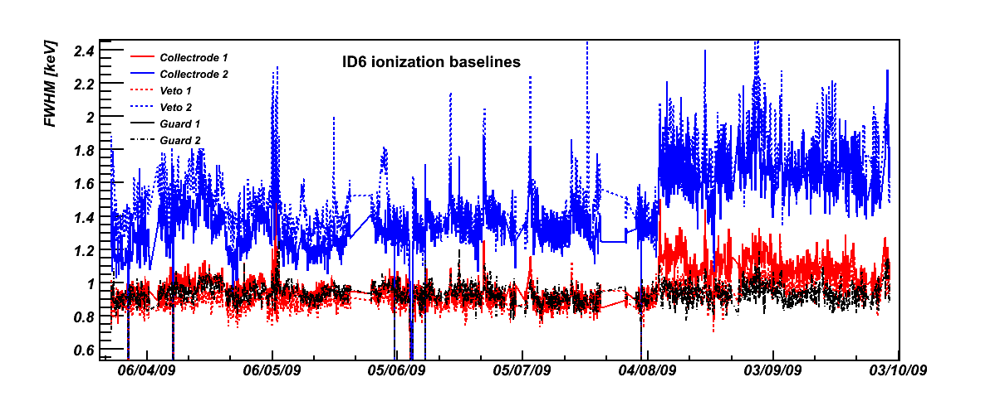 ID6 ionization baselines
FWHM [keV]
2.4
2.2
2
1.8
1.6
1.4
1.2
1
0.8
0.6
Collectrode 1
Collectrode 2
Veto 1
Veto 2
Guard 1
Guard 2
06/04/09 06/05/09 05/06/09 05/07/09 04/08/09 03/09/09 03/10/09